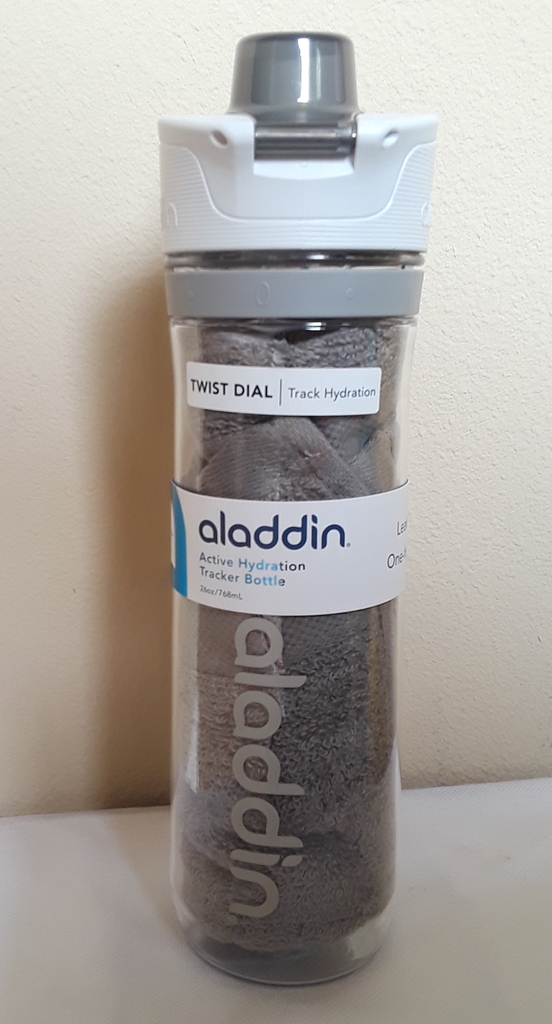 TWIST DIAL | Track Hydration
aladdin
Active Hydration
Tracker Bottle
26oz/768mL
aladdin